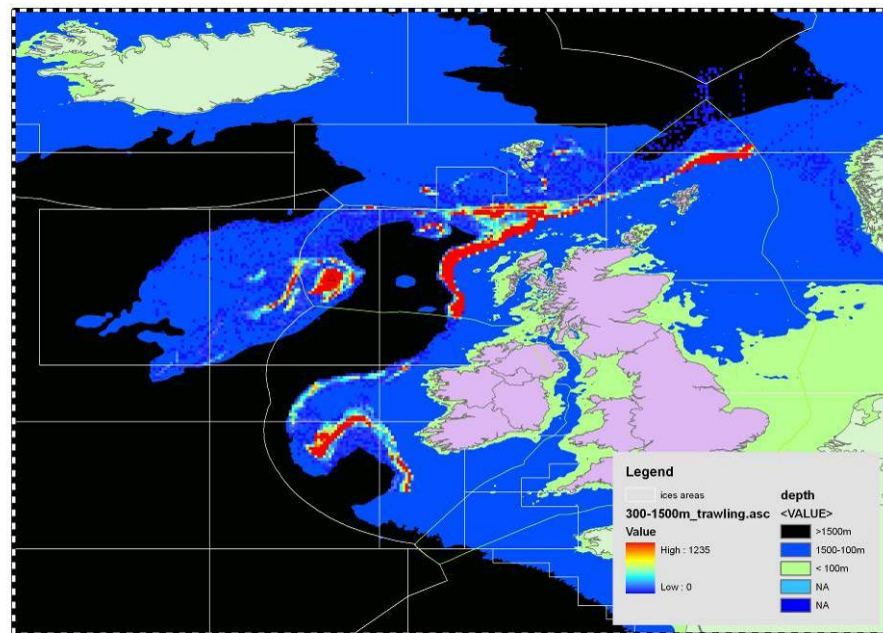 Legend
ices areas
300-1500m_trawling.asc
Value
High : 1235
Low : 0
depth
<VALUE>
>1500m
1500-100m
< 100m
NA
NA